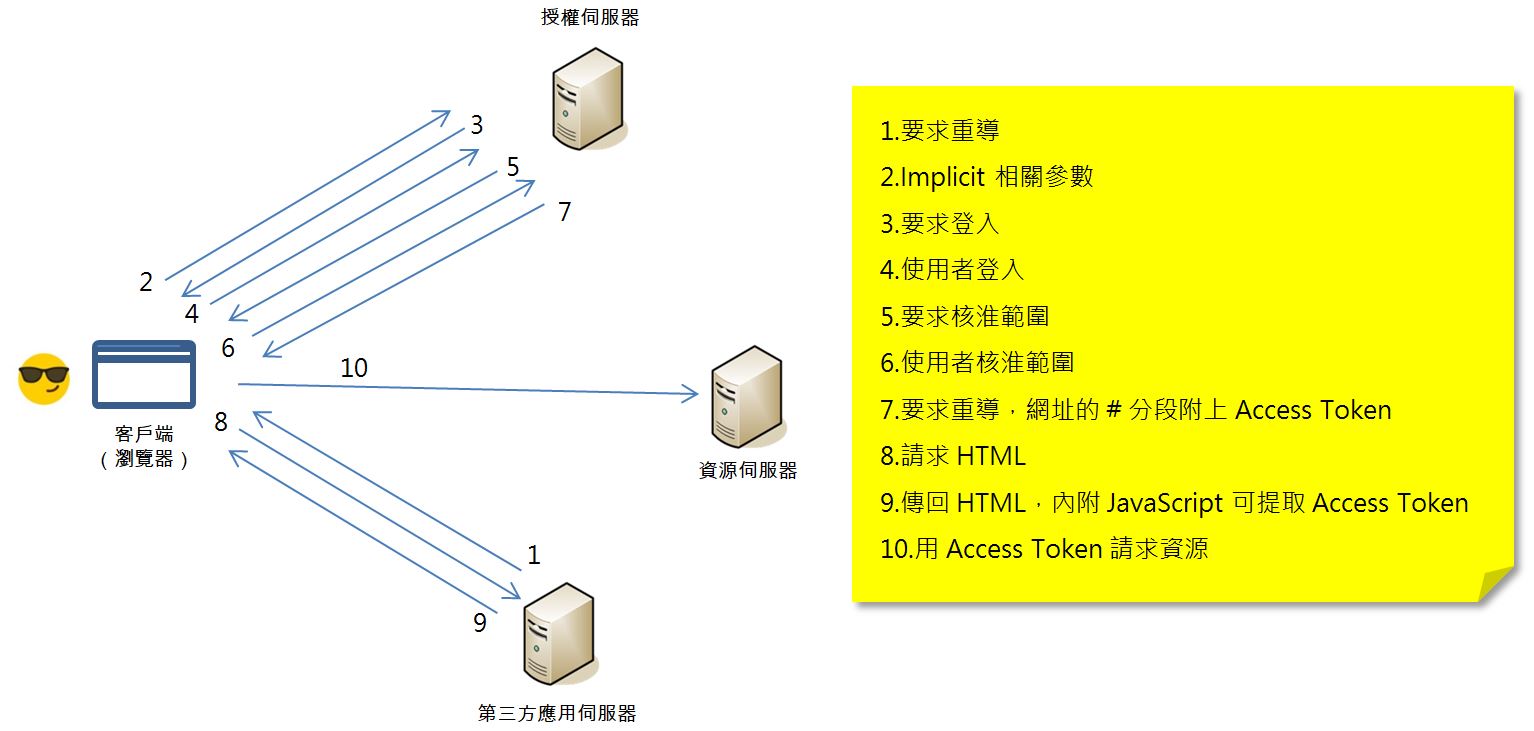 授權伺服器
3
5
7
2
4
6
10
客戶端
(瀏覽器)
8
資源伺服器
1
9
第三方應用伺服器
1.要求重導
2.Implicit 相關參數
3.要求登入
4.使用者登入
5.要求核准範圍
6.使用者核准範圍
7.要求重導，網址的 # 分段附上 Access Token
8.請求 HTML
9.傳回 HTML，內附 JavaScript 可提取 Access Token
10.用 Access Token 請求資源